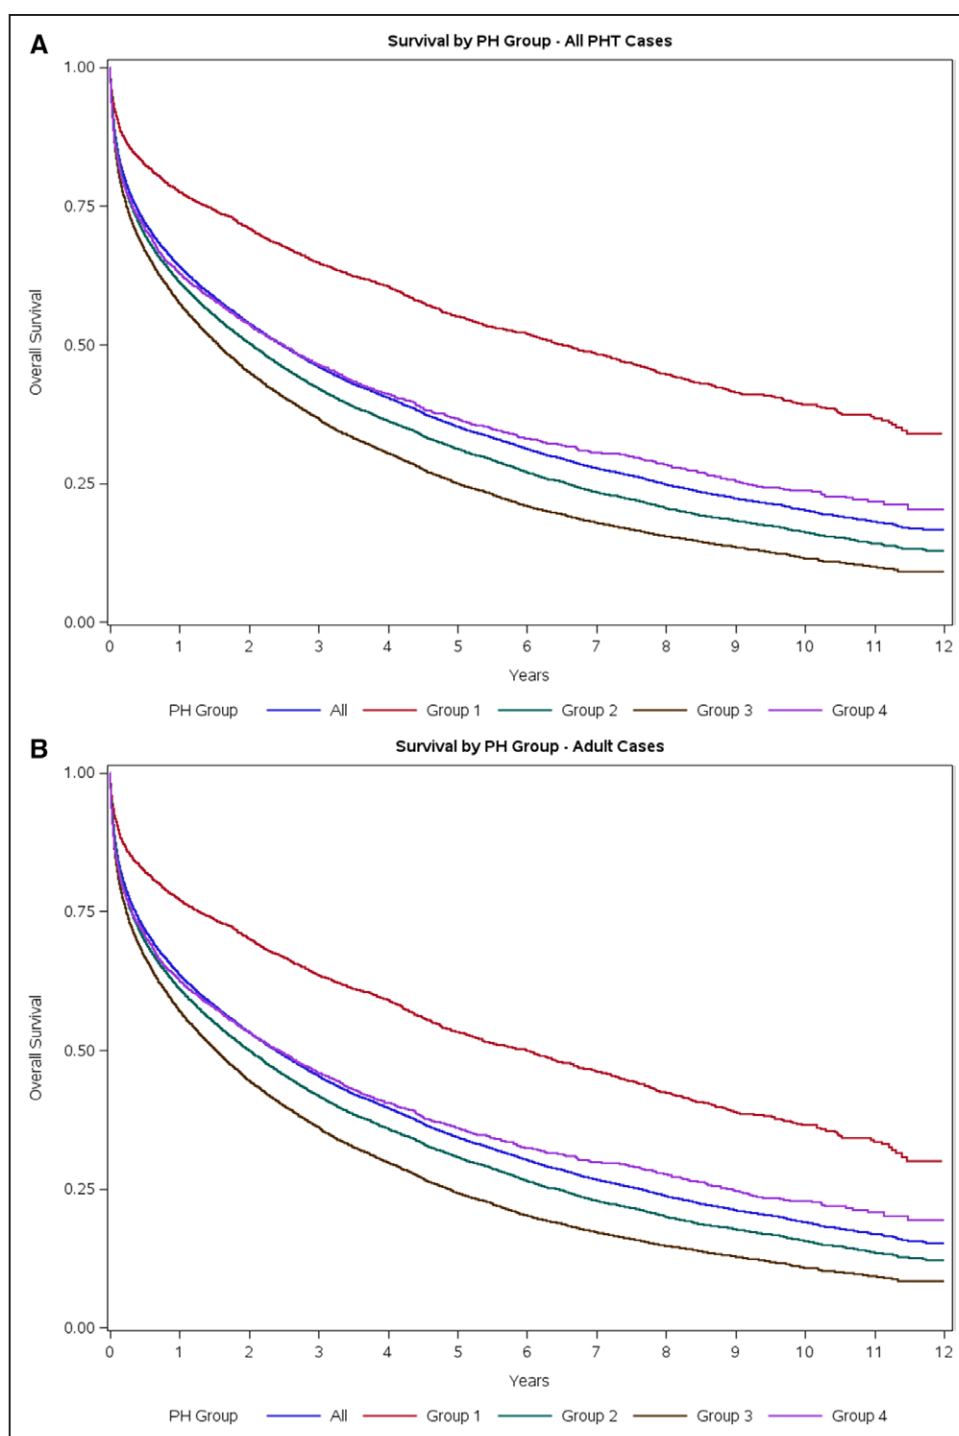 A
Survival by PH Group - All PHT Cases
1.00
0.75
0.50
0.25
0.00
Overall Survival
0 1 2 3 4 5 6 7 8 9 10 11 12
Years
PH Group All Group 1 Group 2 Group 3 Group 4
B
Survival by PH Group - Adult Cases
1.00
0.75
0.50
0.25
0.00
Overall Survival
0 1 2 3 4 5 6 7 8 9 10 11 12
Years
PH Group All Group 1 Group 2 Group 3 Group 4